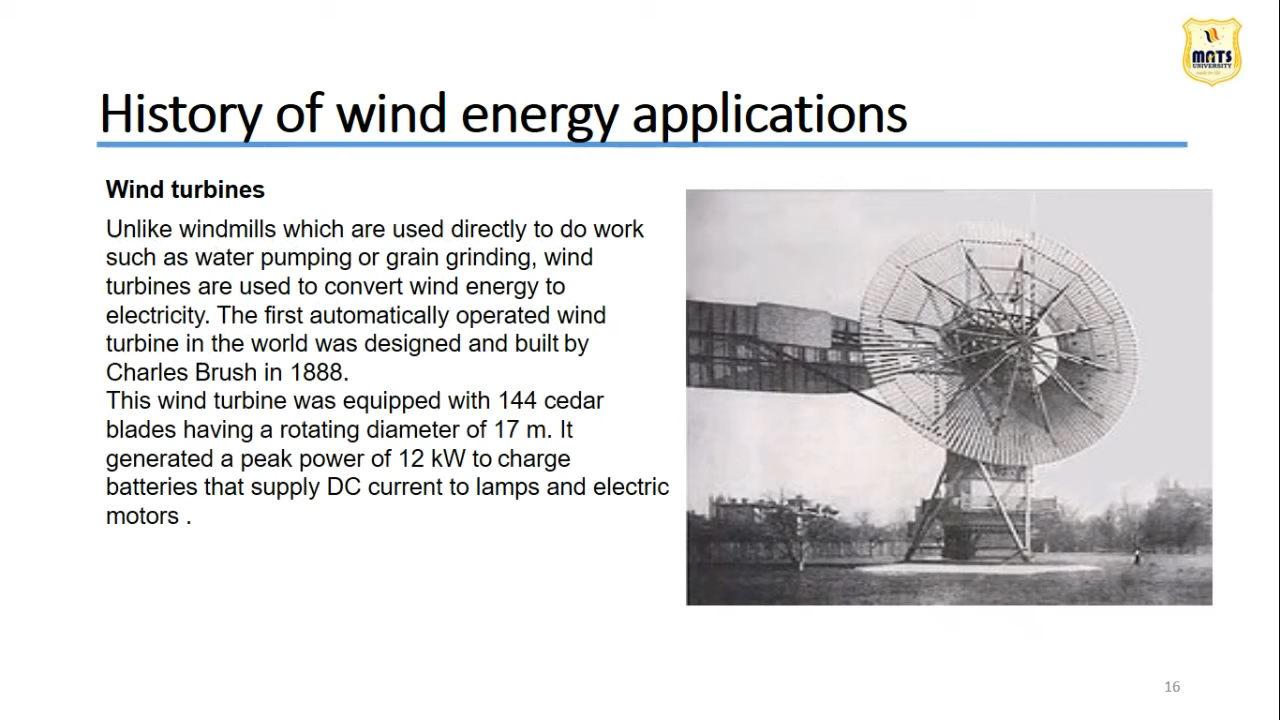 MATS
UNIVERSITY
History of wind energy applications
Wind turbines
Unlike windmills which are used directly to do work
such as water pumping or grain grinding, wind
turbines are used to convert wind energy to
electricity. The first automatically operated wind
turbine in the world was designed and built by
Charles Brush in 1888.
This wind turbine was equipped with 144 cedar
blades having a rotating diameter of 17 m. It
generated a peak power of 12 kW to charge
batteries that supply DC current to lamps and electric
motors .
16